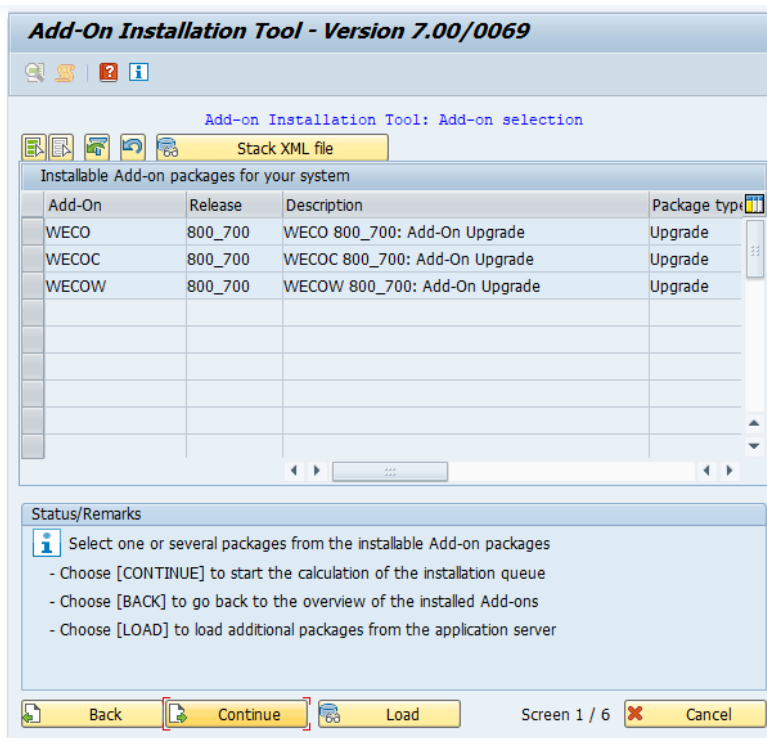 Add-On Installation Tool - Version 7.00/0069
Add-on Installation Tool: Add-on selection
Stack XML file
Installable Add-on packages for your system
Add-On Release Description Package type
WECO 800_700 WECO 800_700: Add-On Upgrade Upgrade
WECOC 800_700 WECOC 800_700: Add-On Upgrade Upgrade
WECOW 800_700 WECOW 800_700: Add-On Upgrade Upgrade
Status/Remarks
Select one or several packages from the installable Add-on packages
- Choose [CONTINUE] to start the calculation of the installation queue
- Choose [BACK] to go back to the overview of the installed Add-ons
- Choose [LOAD] to load additional packages from the application server
Back Continue Load Screen 1 / 6 Cancel